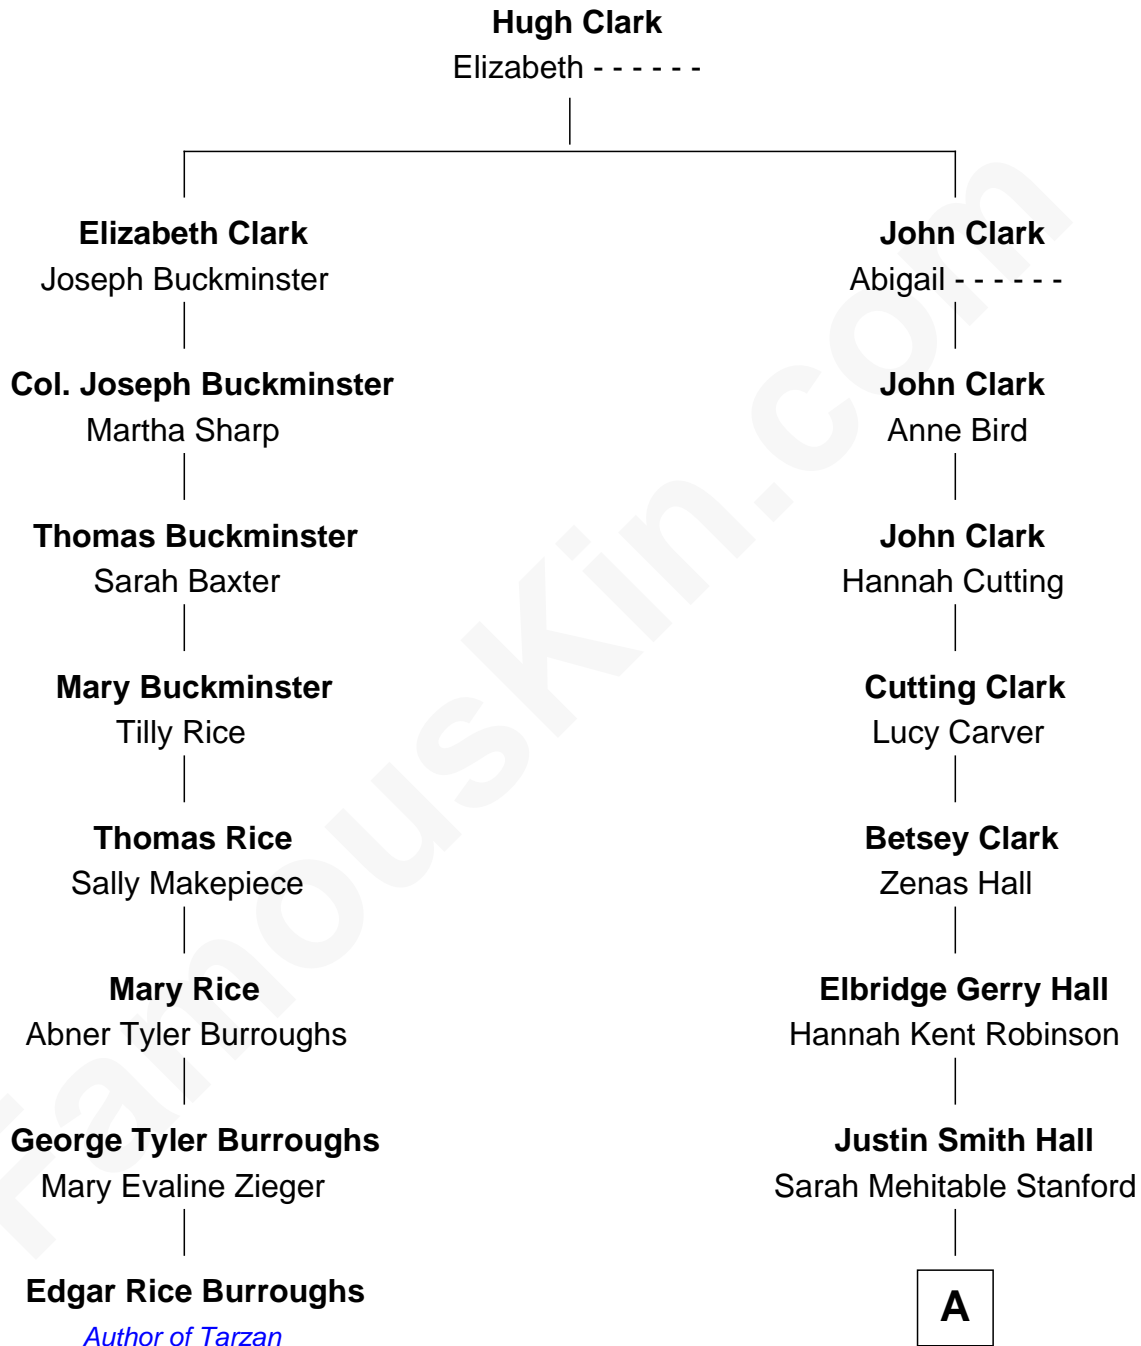 Hugh Clark
Elizabeth - - - - - -
Elizabeth Clark
Joseph Buckminster
John Clark
Abigail - - - - - -
Col. Joseph Buckminster
Martha Sharp
John Clark
Anne Bird
Thomas Buckminster
Sarah Baxter
John Clark
Hannah Cutting
Mary Buckminster
Tilly Rice
Cutting Clark
Lucy Carver
Thomas Rice
Sally Makepiece
Betsey Clark
Zenas Hall
Mary Rice
Abner Tyler Burroughs
Elbridge Gerry Hall
Hannah Kent Robinson
George Tyler Burroughs
Mary Evaline Zieger
Justin Smith Hall
Sarah Mehitable Stanford
Edgar Rice Burroughs
Author of Tarzan
A
FamousKin.com